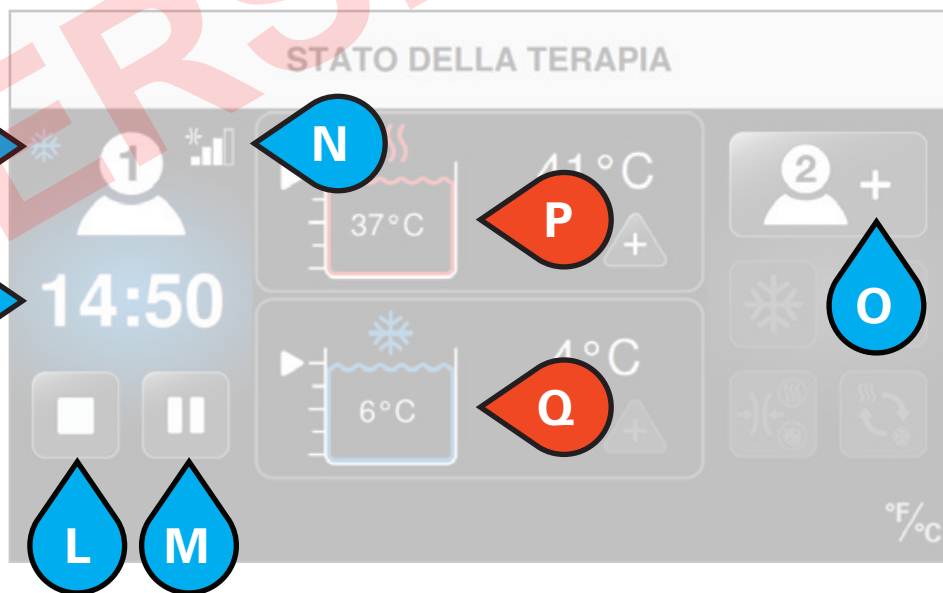 STATO DELLA TERAPIA
1
N
41°C
37°C
P
2 +
+
14:50
O
4°C
6°C
Q
+
L
M
°F/°C